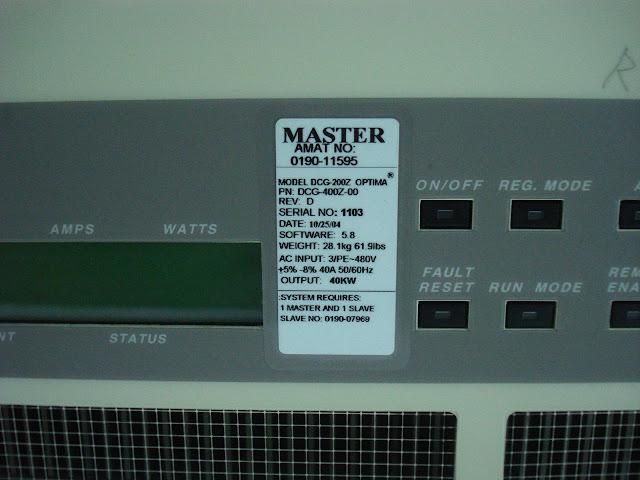 R
MASTER
AMAT NO:
0190-11595
MODEL DCG-200Z OPTIMA®
PN: DCG-400Z-00
REV: D
SERIAL NO: 1103
DATE: 10/25/04
SOFTWARE: 5.8
WEIGHT: 28.1kg 61.9lbs
AC INPUT: 3/PE~480V
+5% -8% 40A 50/60Hz
OUTPUT: 40KW
SYSTEM REQUIRES:
1 MASTER AND 1 SLAVE
SLAVE NO: 0190-07969
AMPS WATTS
NT STATUS
ON/OFF REG. MODE A
FAULT RESET RUN MODE REM ENA